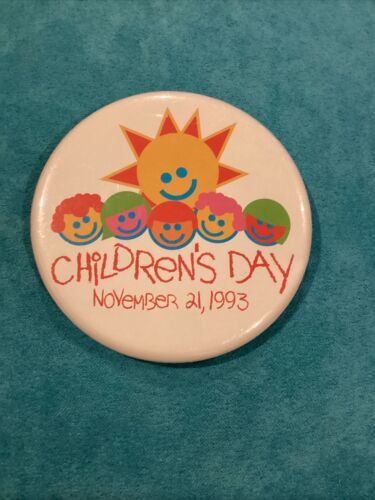 CHiLDReN'S DAY
NOVeMBeR 21, 1993